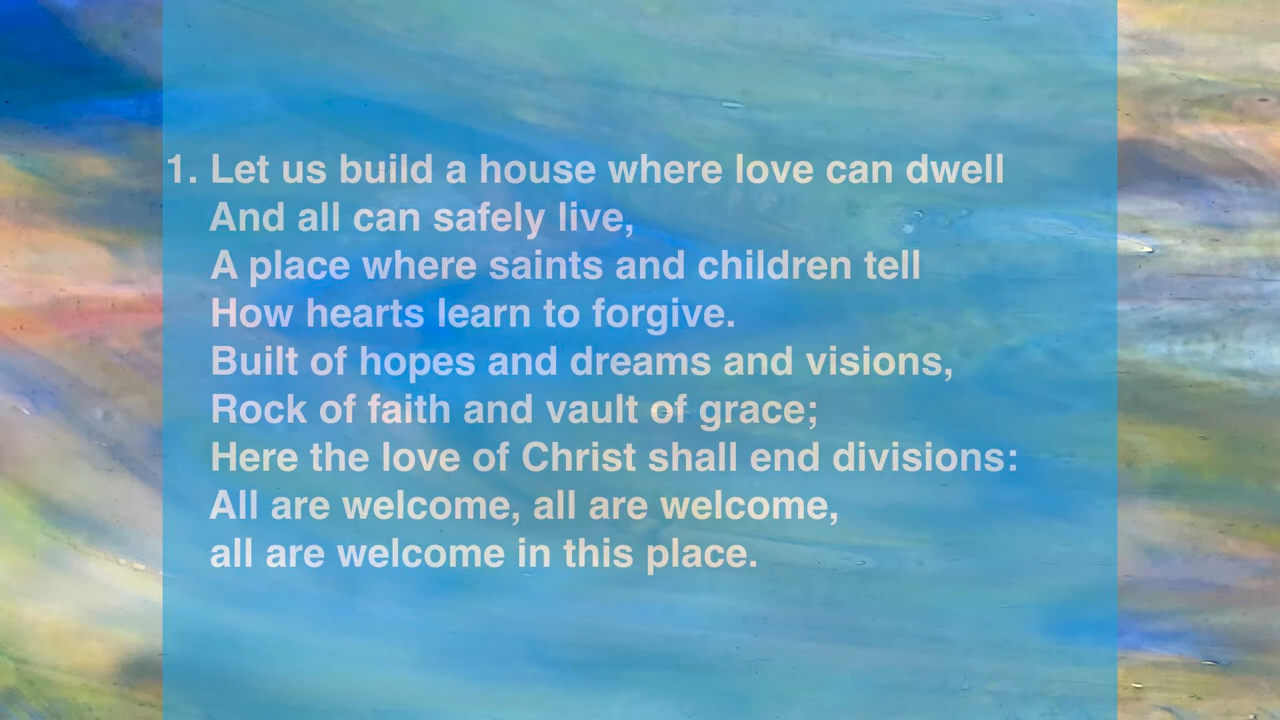 1. Let us build a house where love can dwell
And all can safely live,
A place where saints and children tell
How hearts learn to forgive.
Built of hopes and dreams and visions,
Rock of faith and vault of grace;
Here the love of Christ shall end divisions:
All are welcome, all are welcome,
all are welcome in this place.